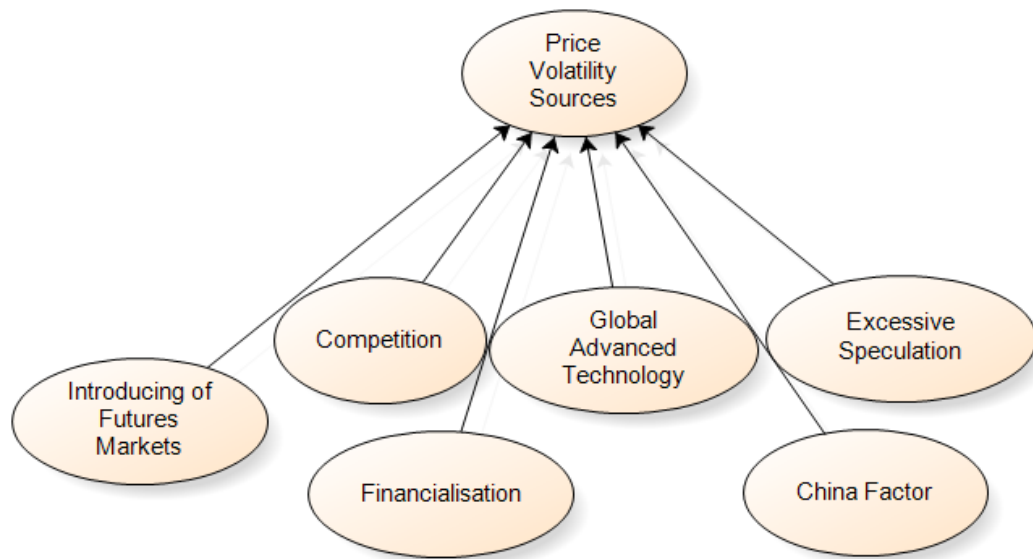 Price
Volatility
Sources
Competition
Global
Advanced
Technology
Excessive
Speculation
Introducing of
Futures
Markets
Financialisation
China Factor